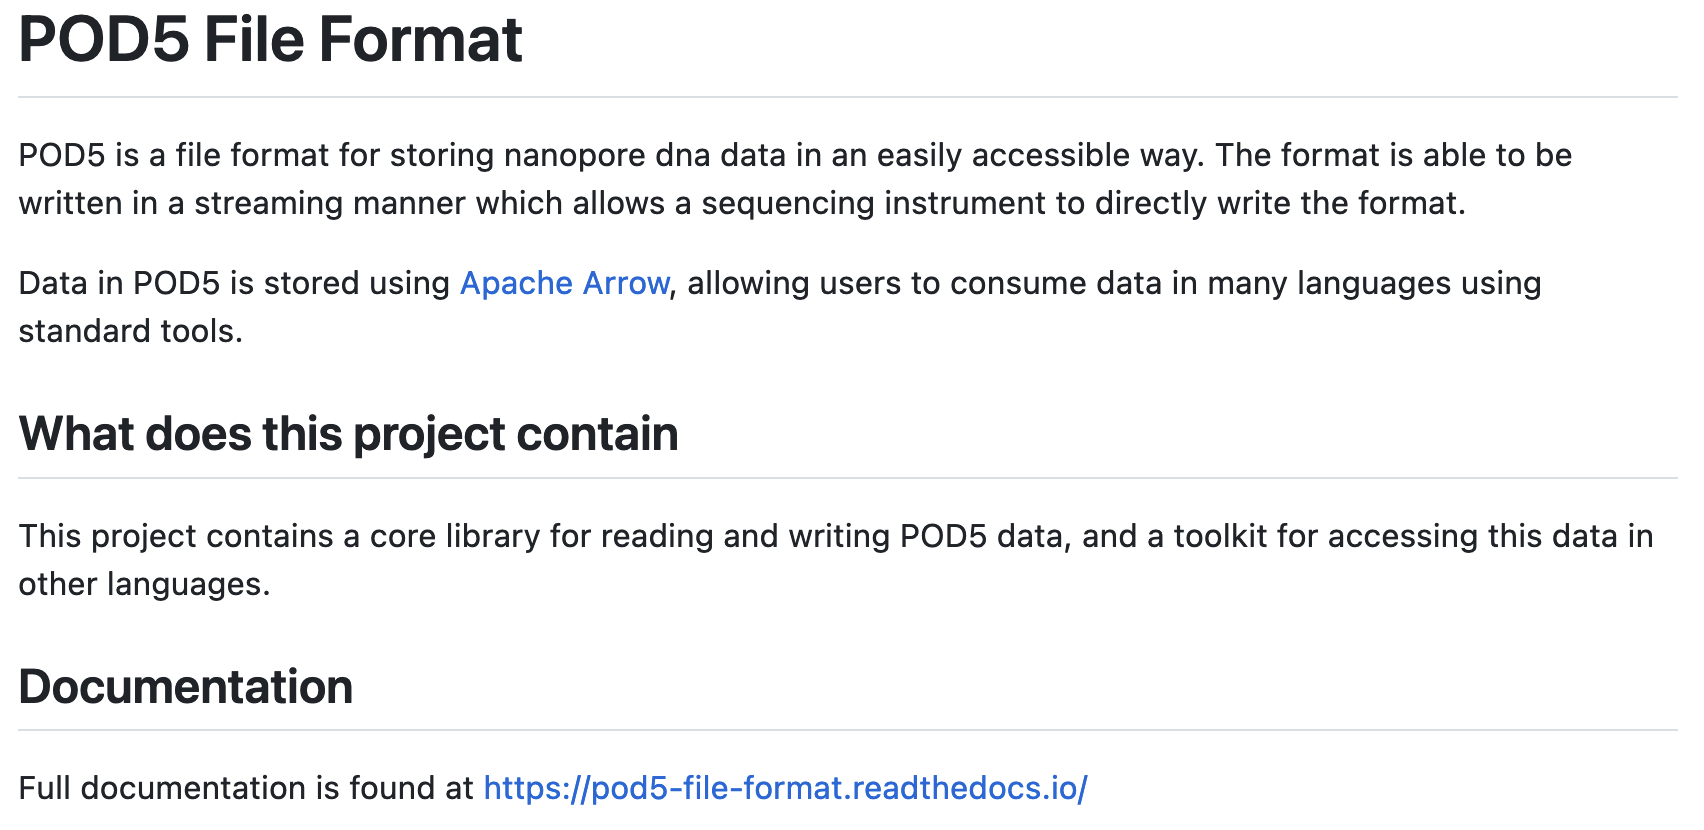 POD5 File Format
POD5 is a file format for storing nanopore dna data in an easily accessible way. The format is able to be
written in a streaming manner which allows a sequencing instrument to directly write the format.
Data in POD5 is stored using Apache Arrow, allowing users to consume data in many languages using
standard tools.
What does this project contain
This project contains a core library for reading and writing POD5 data, and a toolkit for accessing this data in
other languages.
Documentation
Full documentation is found at https://pod5-file-format.readthedocs.io/